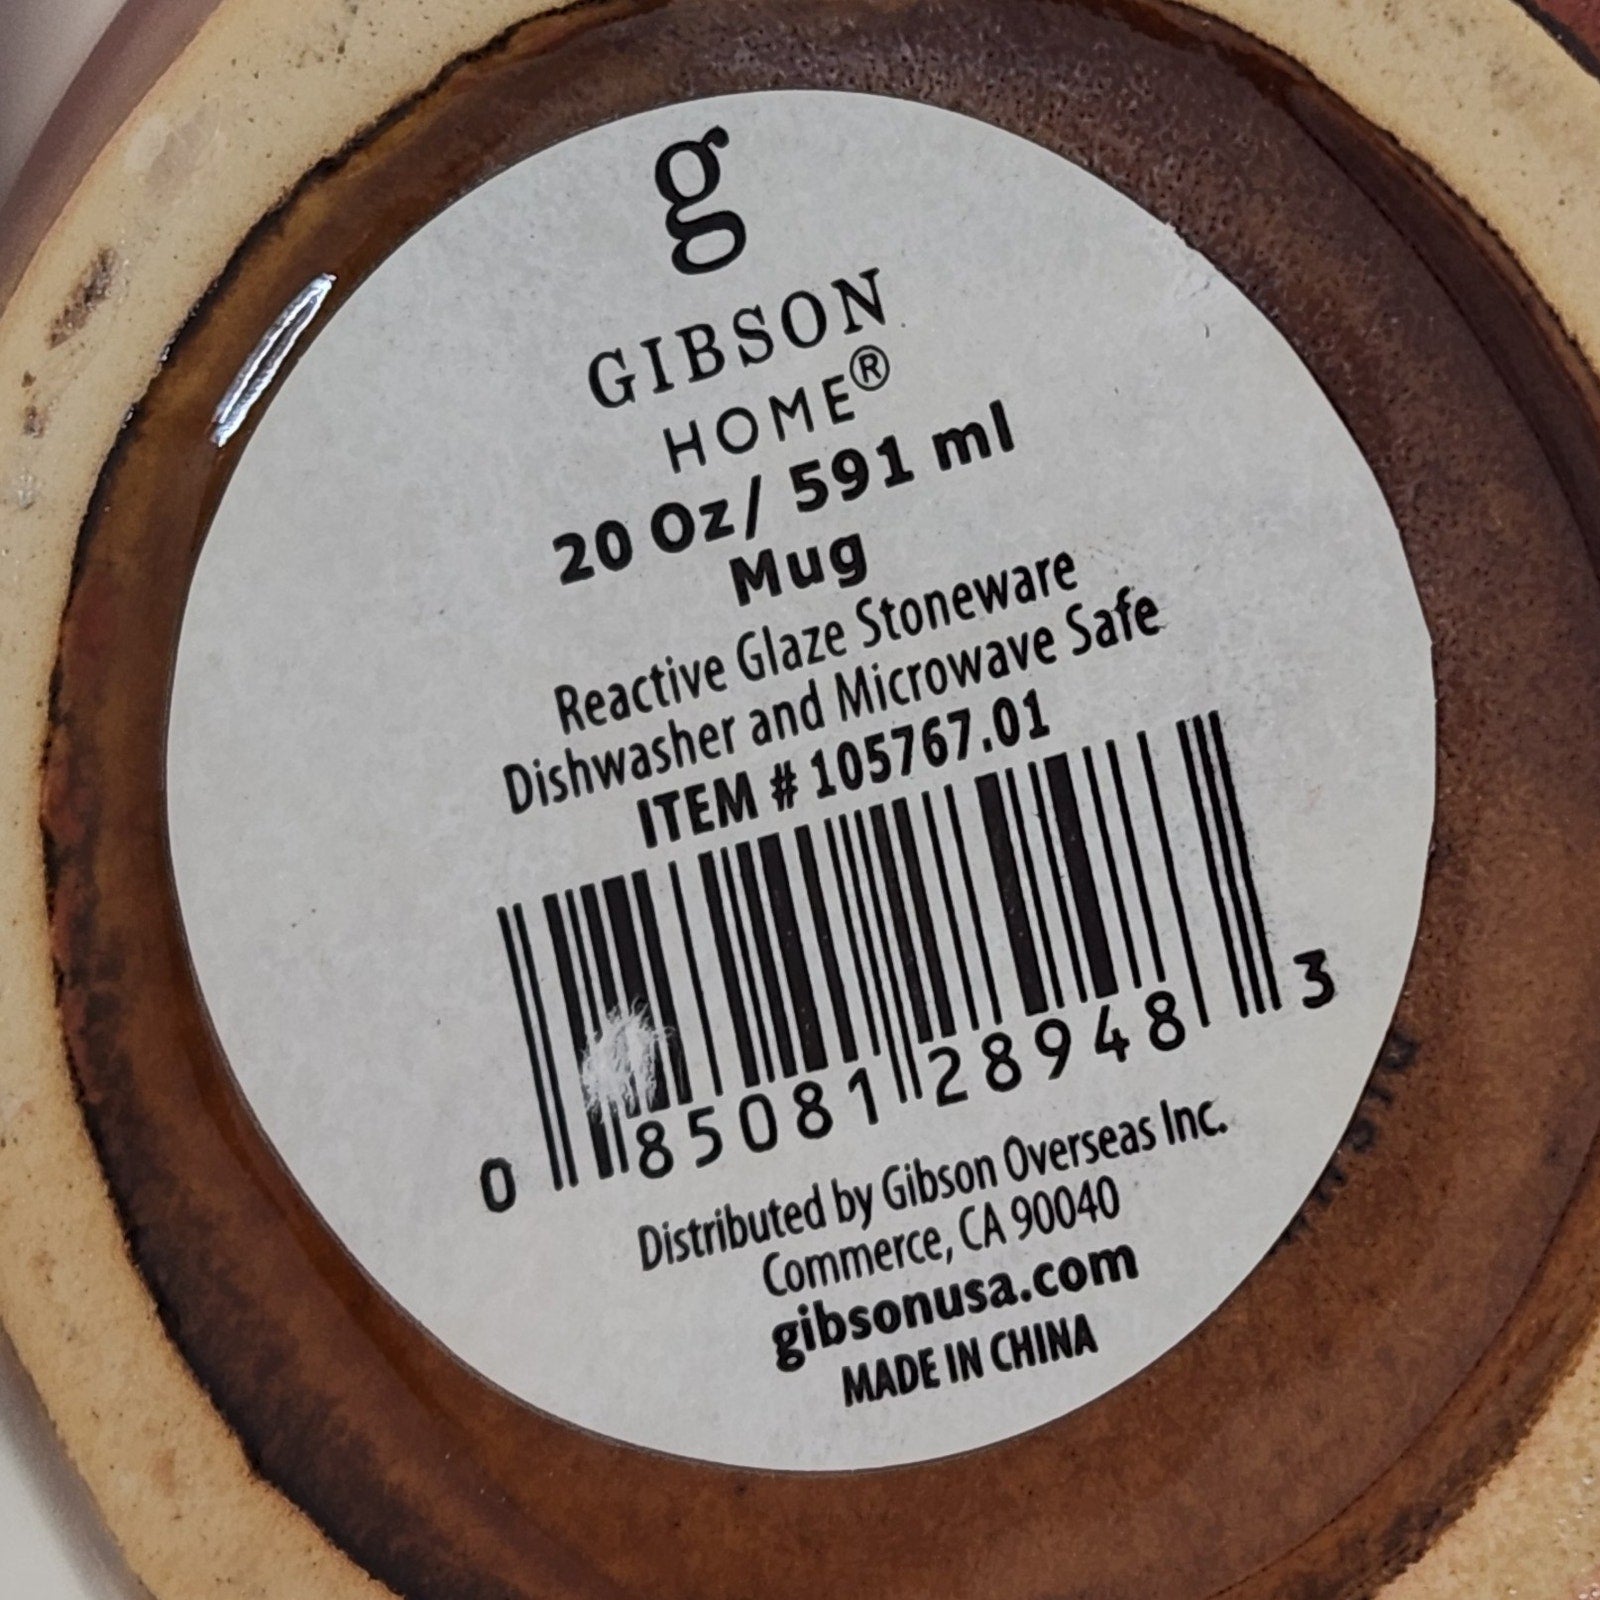 g
GIBSON
HOME®
20 Oz/ 591 ml
Mug
Reactive Glaze Stoneware
Dishwasher and Microwave Safe
ITEM # 105767.01
0 85081 28948 3
Distributed by Gibson Overseas Inc.
Commerce, CA 90040
gibsonusa.com
MADE IN CHINA